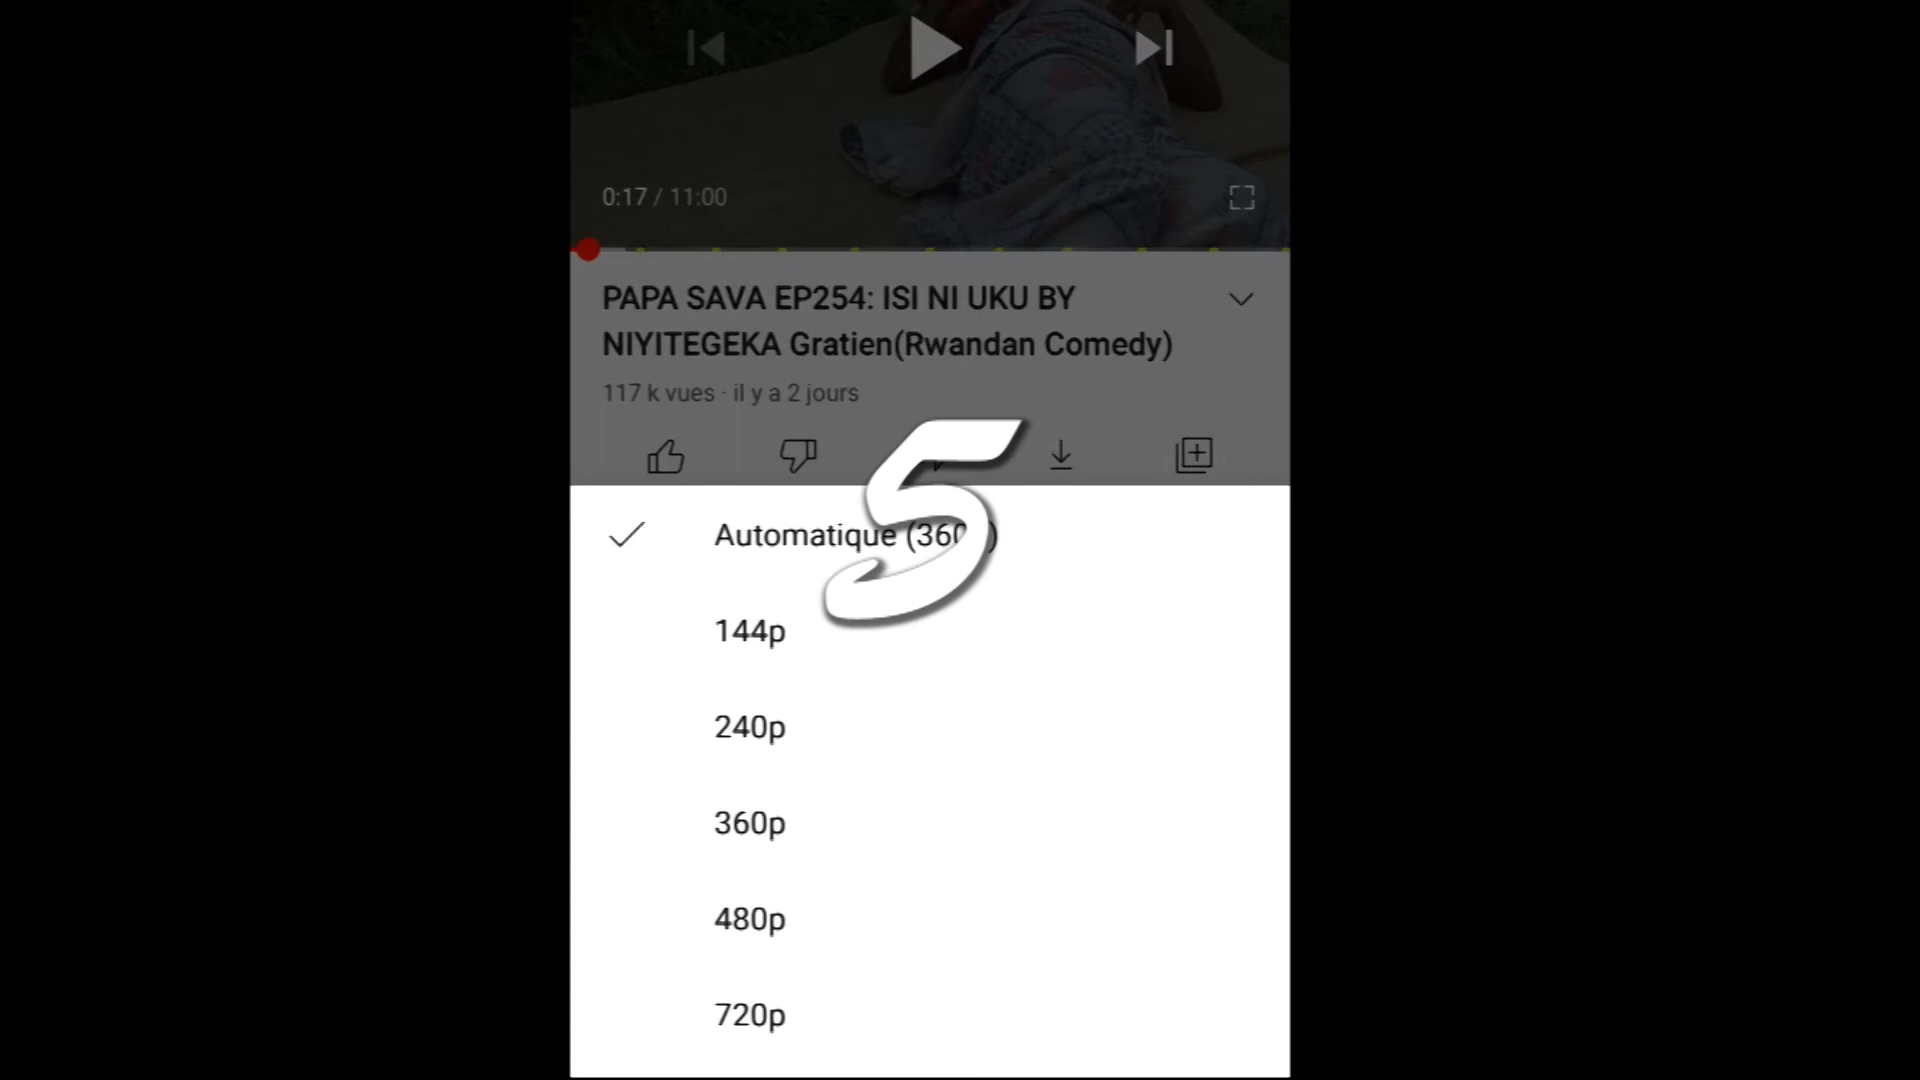 0:17 / 11:00
PAPA SAVA EP254: ISI NI UKU BY
NIYITEGEKA Gratien(Rwandan Comedy)
117 k vues · il y a 2 jours
5
Automatique (360p)
144p
240p
360p
480p
720p